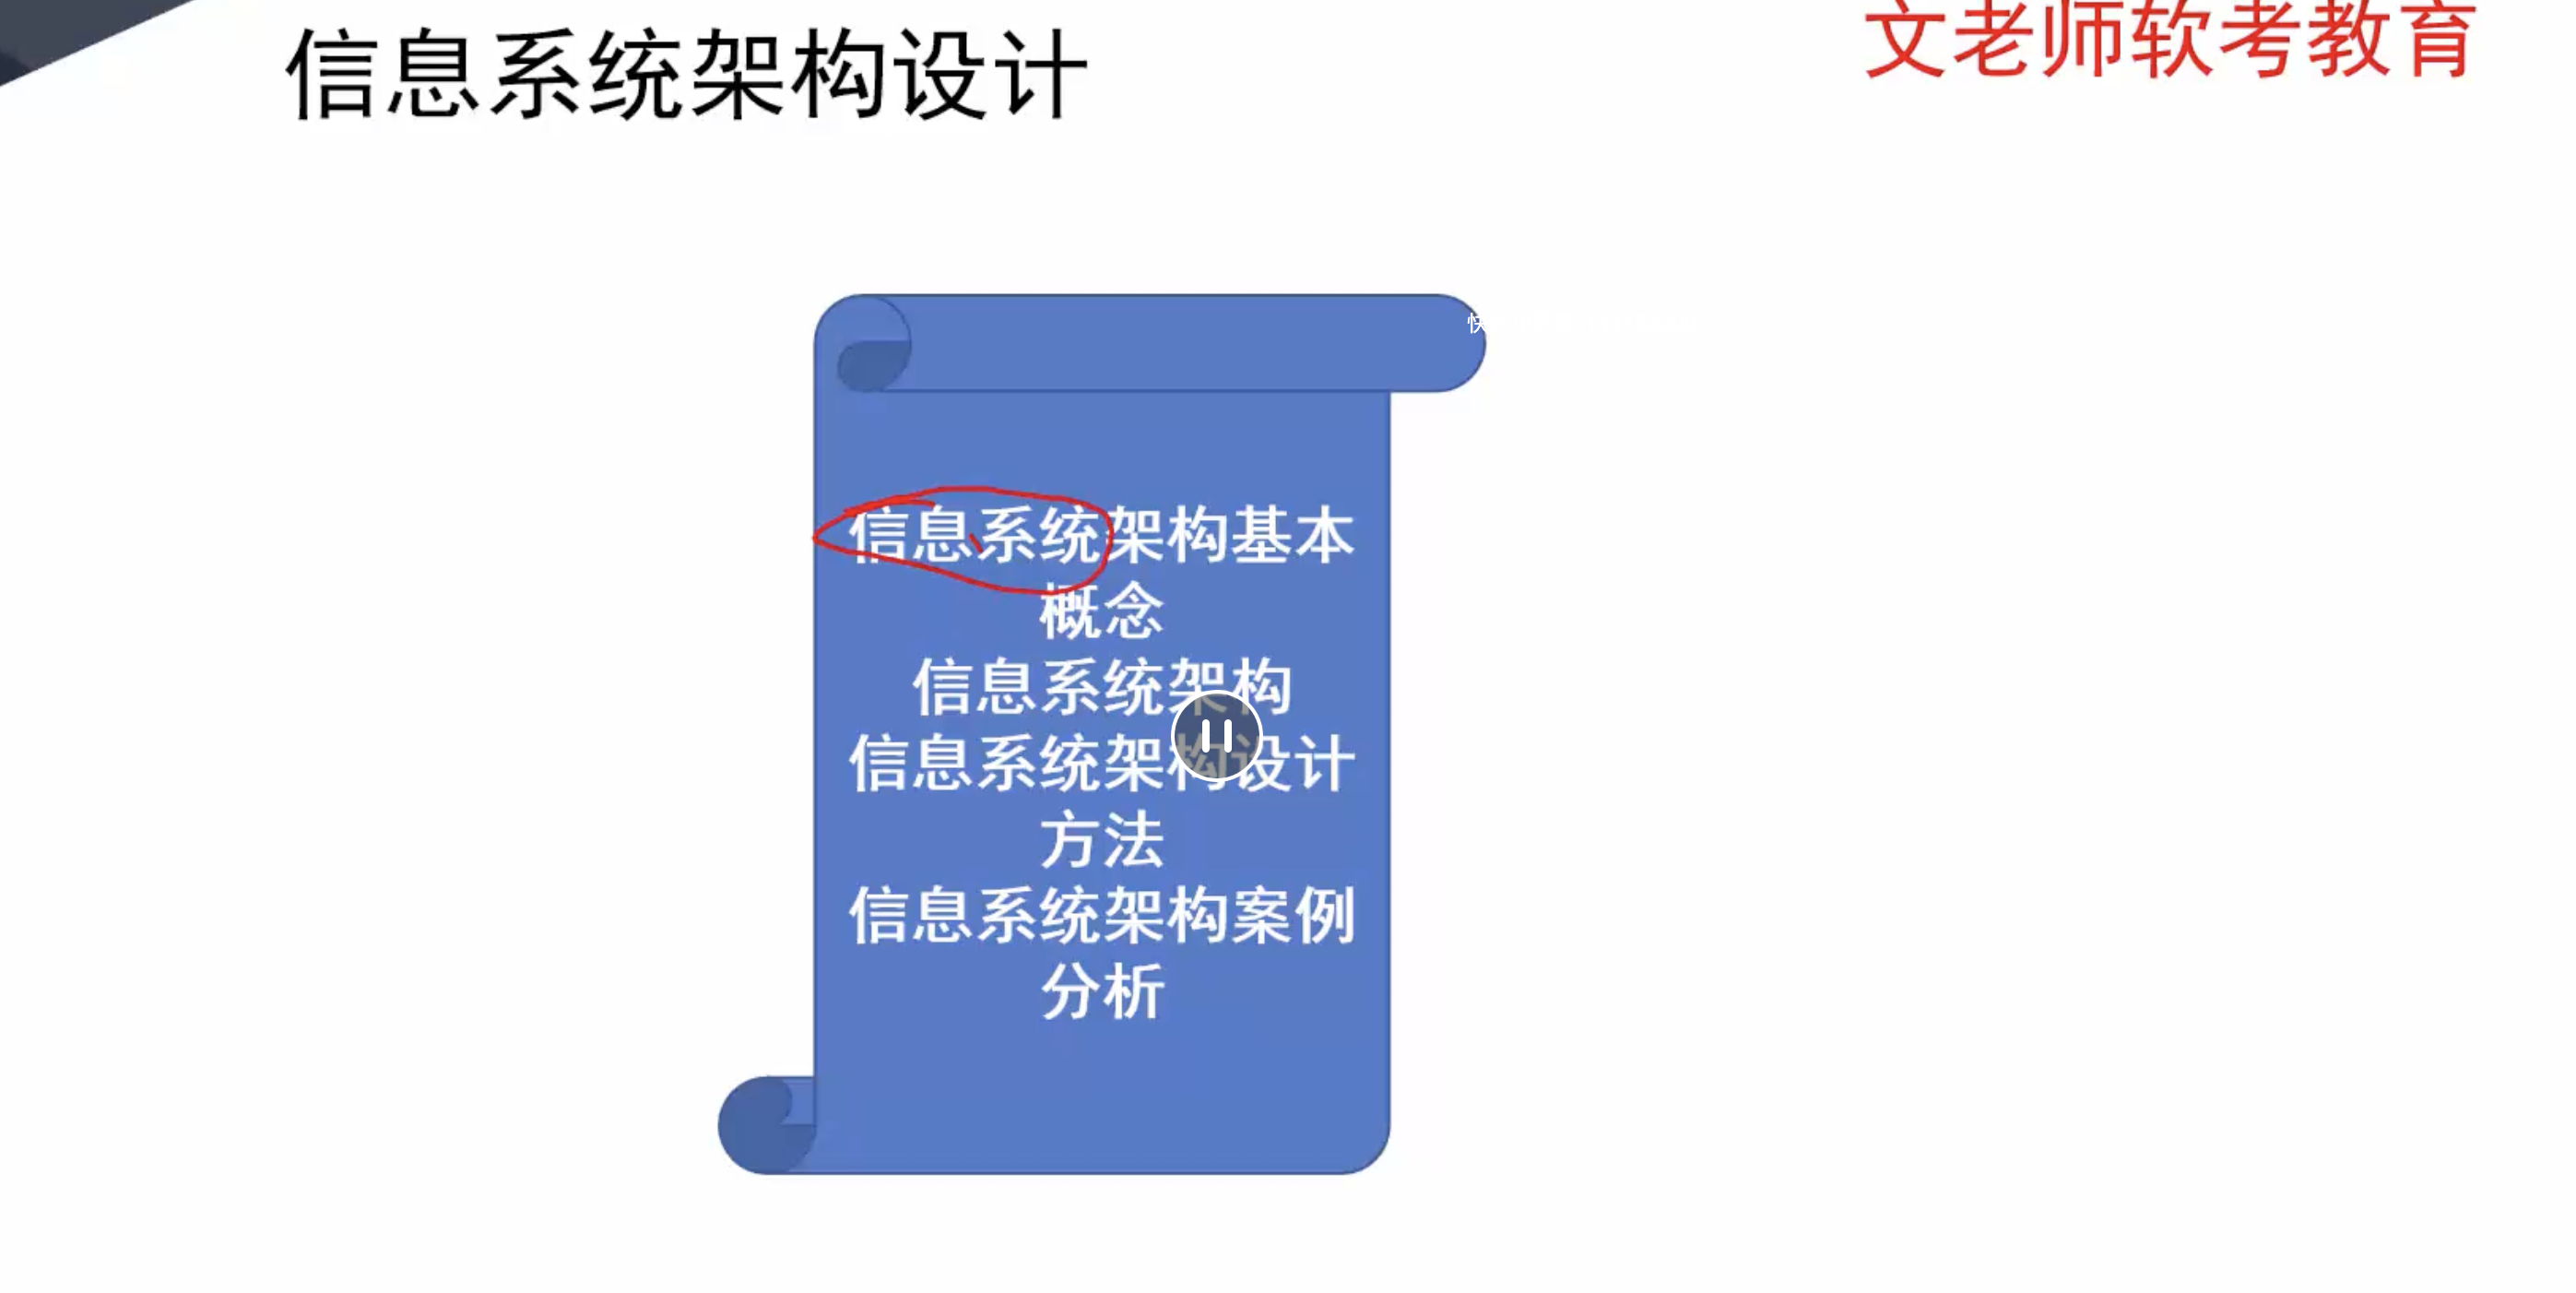 信息系统架构设计
文老师软考教育
快
信息系统架构基本
概念
信息系统架构
信息系统架构设计
方法
信息系统架构案例
分析